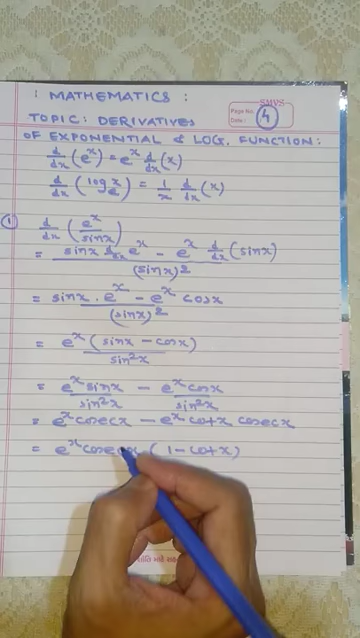 : MATHEMATICS :
SMVS
Page No.: 4
Date :
TOPIC: DERIVATIVES
OF EXPONENTIAL & LOG. FUNCTION:
d/dx (e^x) = e^x d/dx (x)
d/dx (log_e x) = 1/x d/dx (x)
① d/dx (e^x / sinx)
= (sinx d/dx e^x - e^x d/dx (sinx)) / (sinx)^2
= (sinx . e^x - e^x cosx) / (sinx)^2
= e^x (sinx - cosx) / sin^2x
= e^x sinx / sin^2x - e^x cosx / sin^2x
= e^x cosecx - e^x cotx cosecx
= e^x cosecx (1 - cotx)